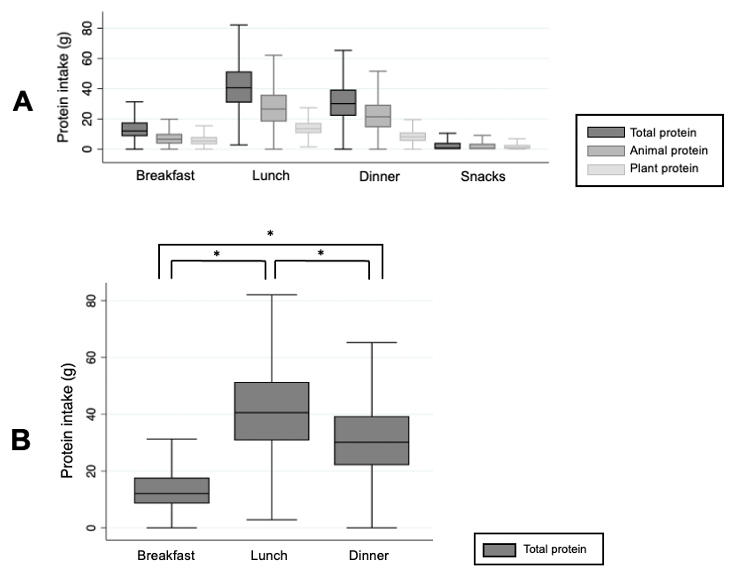 A
Protein intake (g)
80
60
40
20
0
Breakfast Lunch Dinner Snacks
Total protein
Animal protein
Plant protein
B
*
* *
Protein intake (g)
80
60
40
20
0
Breakfast Lunch Dinner
Total protein